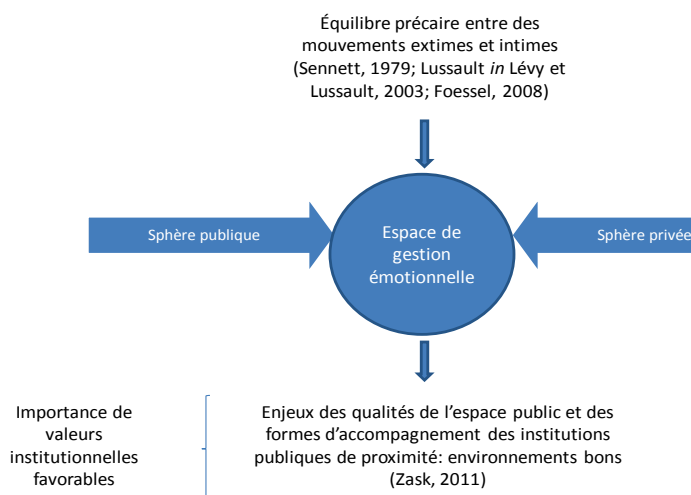 Équilibre précaire entre des
mouvements extimes et intimes
(Sennett, 1979; Lussault in Lévy et
Lussault, 2003; Foessel, 2008)
Sphère publique
Espace de
gestion
émotionnelle
Sphère privée
Importance de
valeurs
institutionnelles
favorables
Enjeux des qualités de l’espace public et des
formes d’accompagnement des institutions
publiques de proximité: environnements bons
(Zask, 2011)